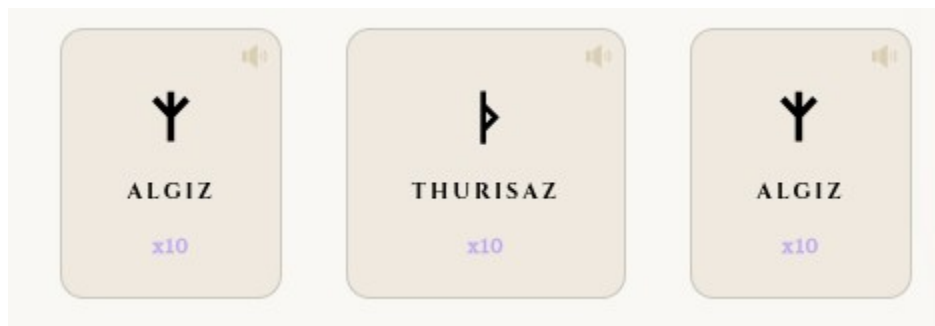 ᛉ ᚦ ᛉ
ALGIZ THURISAZ ALGIZ
x10 x10 x10